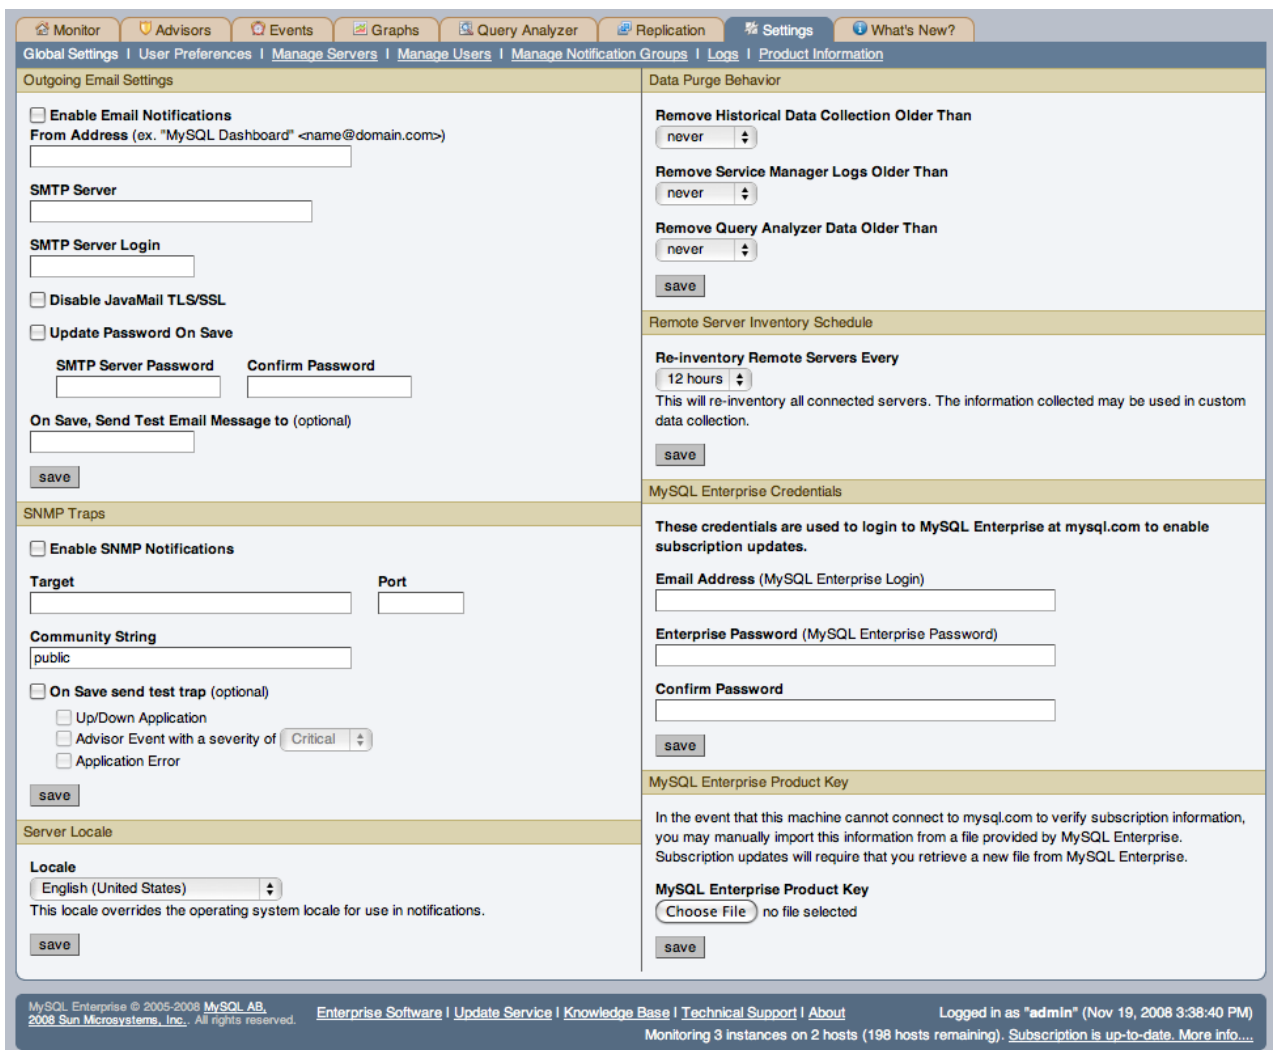 Monitor Advisors Events Graphs Query Analyzer Replication Settings What's New?
Global Settings | User Preferences | Manage Servers | Manage Users | Manage Notification Groups | Logs | Product Information
Outgoing Email Settings
Enable Email Notifications
From Address (ex. "MySQL Dashboard" <name@domain.com>)
SMTP Server
SMTP Server Login
Disable JavaMail TLS/SSL
Update Password On Save
SMTP Server Password Confirm Password
On Save, Send Test Email Message to (optional)
save
SNMP Traps
Enable SNMP Notifications
Target Port
Community String
public
On Save send test trap (optional)
Up/Down Application
Advisor Event with a severity of Critical
Application Error
save
Server Locale
Locale
English (United States)
This locale overrides the operating system locale for use in notifications.
save
Data Purge Behavior
Remove Historical Data Collection Older Than
never
Remove Service Manager Logs Older Than
never
Remove Query Analyzer Data Older Than
never
save
Remote Server Inventory Schedule
Re-inventory Remote Servers Every
12 hours
This will re-inventory all connected servers. The information collected may be used in custom
data collection.
save
MySQL Enterprise Credentials
These credentials are used to login to MySQL Enterprise at mysql.com to enable
subscription updates.
Email Address (MySQL Enterprise Login)
Enterprise Password (MySQL Enterprise Password)
Confirm Password
save
MySQL Enterprise Product Key
In the event that this machine cannot connect to mysql.com to verify subscription information,
you may manually import this information from a file provided by MySQL Enterprise.
Subscription updates will require that you retrieve a new file from MySQL Enterprise.
MySQL Enterprise Product Key
Choose File no file selected
save
MySQL Enterprise © 2005-2008 MySQL AB,
2008 Sun Microsystems, Inc.. All rights reserved.
Enterprise Software | Update Service | Knowledge Base | Technical Support | About
Logged in as "admin" (Nov 19, 2008 3:38:40 PM)
Monitoring 3 instances on 2 hosts (198 hosts remaining). Subscription is up-to-date. More info....